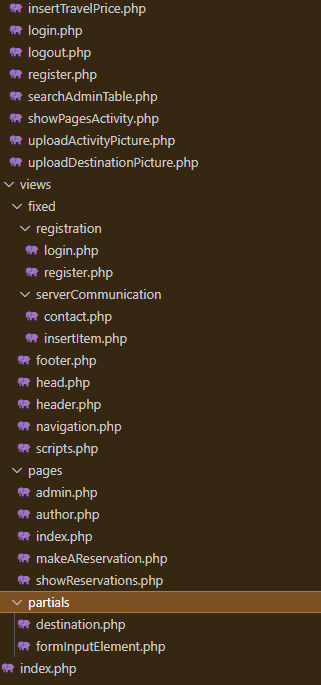 insertTravelPrice.php
login.php
logout.php
register.php
searchAdminTable.php
showPagesActivity.php
uploadActivityPicture.php
uploadDestinationPicture.php
views
fixed
registration
login.php
register.php
serverCommunication
contact.php
insertItem.php
footer.php
head.php
header.php
navigation.php
scripts.php
pages
admin.php
author.php
index.php
makeAReservation.php
showReservations.php
partials
destination.php
formInputElement.php
index.php